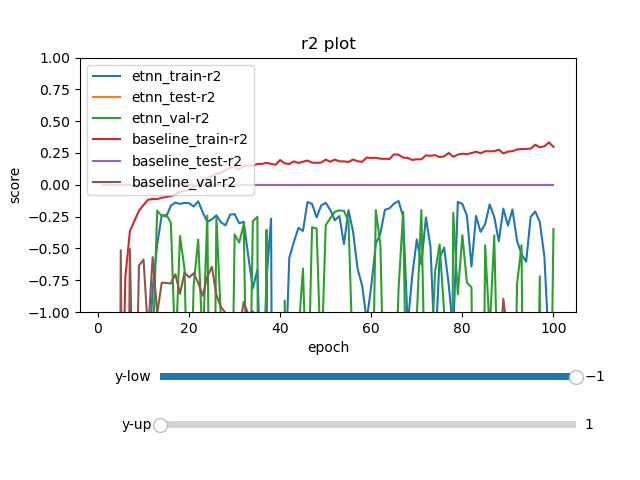 r2 plot
1.00
0.75
0.50
0.25
0.00
−0.25
−0.50
−0.75
−1.00
score
etnn_train-r2
etnn_test-r2
etnn_val-r2
baseline_train-r2
baseline_test-r2
baseline_val-r2
0 20 40 60 80 100
epoch
y-low −1
y-up 1